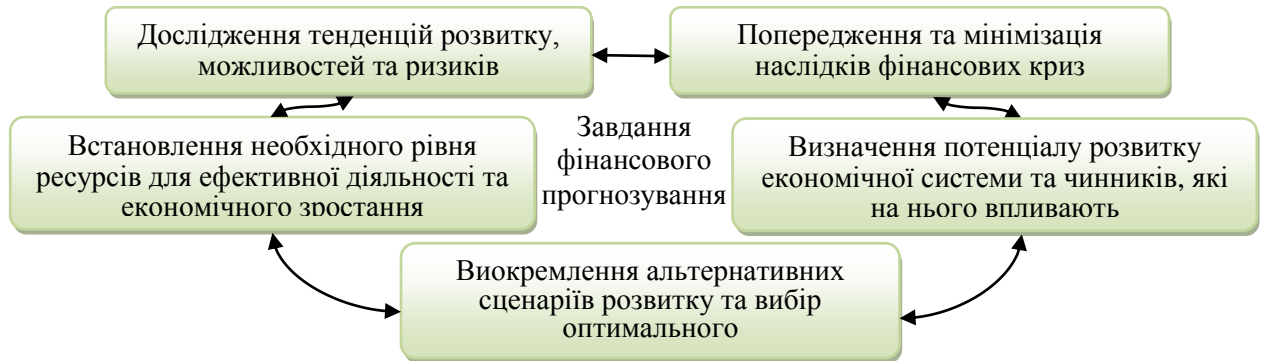 Дослідження тенденцій розвитку,
можливостей та ризиків
Попередження та мінімізація
наслідків фінансових криз
Завдання
фінансового
прогнозування
Встановлення необхідного рівня
ресурсів для ефективної діяльності та
економічного зростання
Визначення потенціалу розвитку
економічної системи та чинників, які
на нього впливають
Виокремлення альтернативних
сценаріїв розвитку та вибір
оптимального